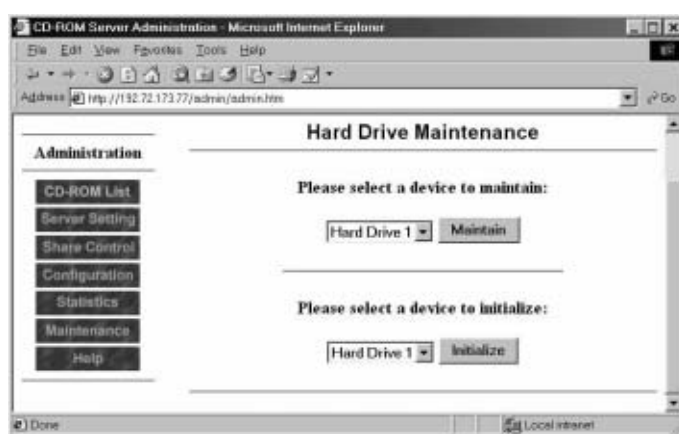 CD-ROM Server Administration - Microsoft Internet Explorer
File Edit View Favorites Tools Help
Address http://192.72.173.77/admin/admin.htm Go
Administration
CD-ROM List
Server Setting
Share Control
Configuration
Statistics
Maintenance
Help
Hard Drive Maintenance
Please select a device to maintain:
Hard Drive 1 Maintain
Please select a device to initialize:
Hard Drive 1 Initialize
Done Local intranet